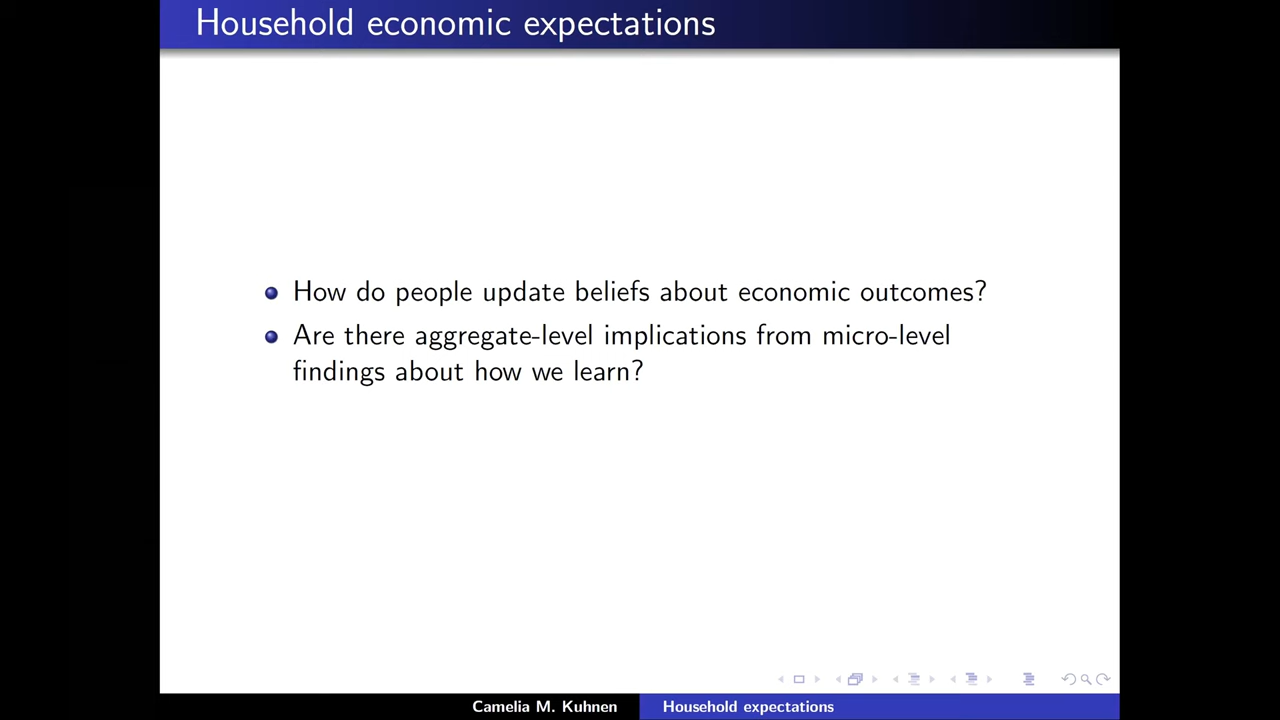 Household economic expectations
How do people update beliefs about economic outcomes?
Are there aggregate-level implications from micro-level
findings about how we learn?
Camelia M. Kuhnen
Household expectations